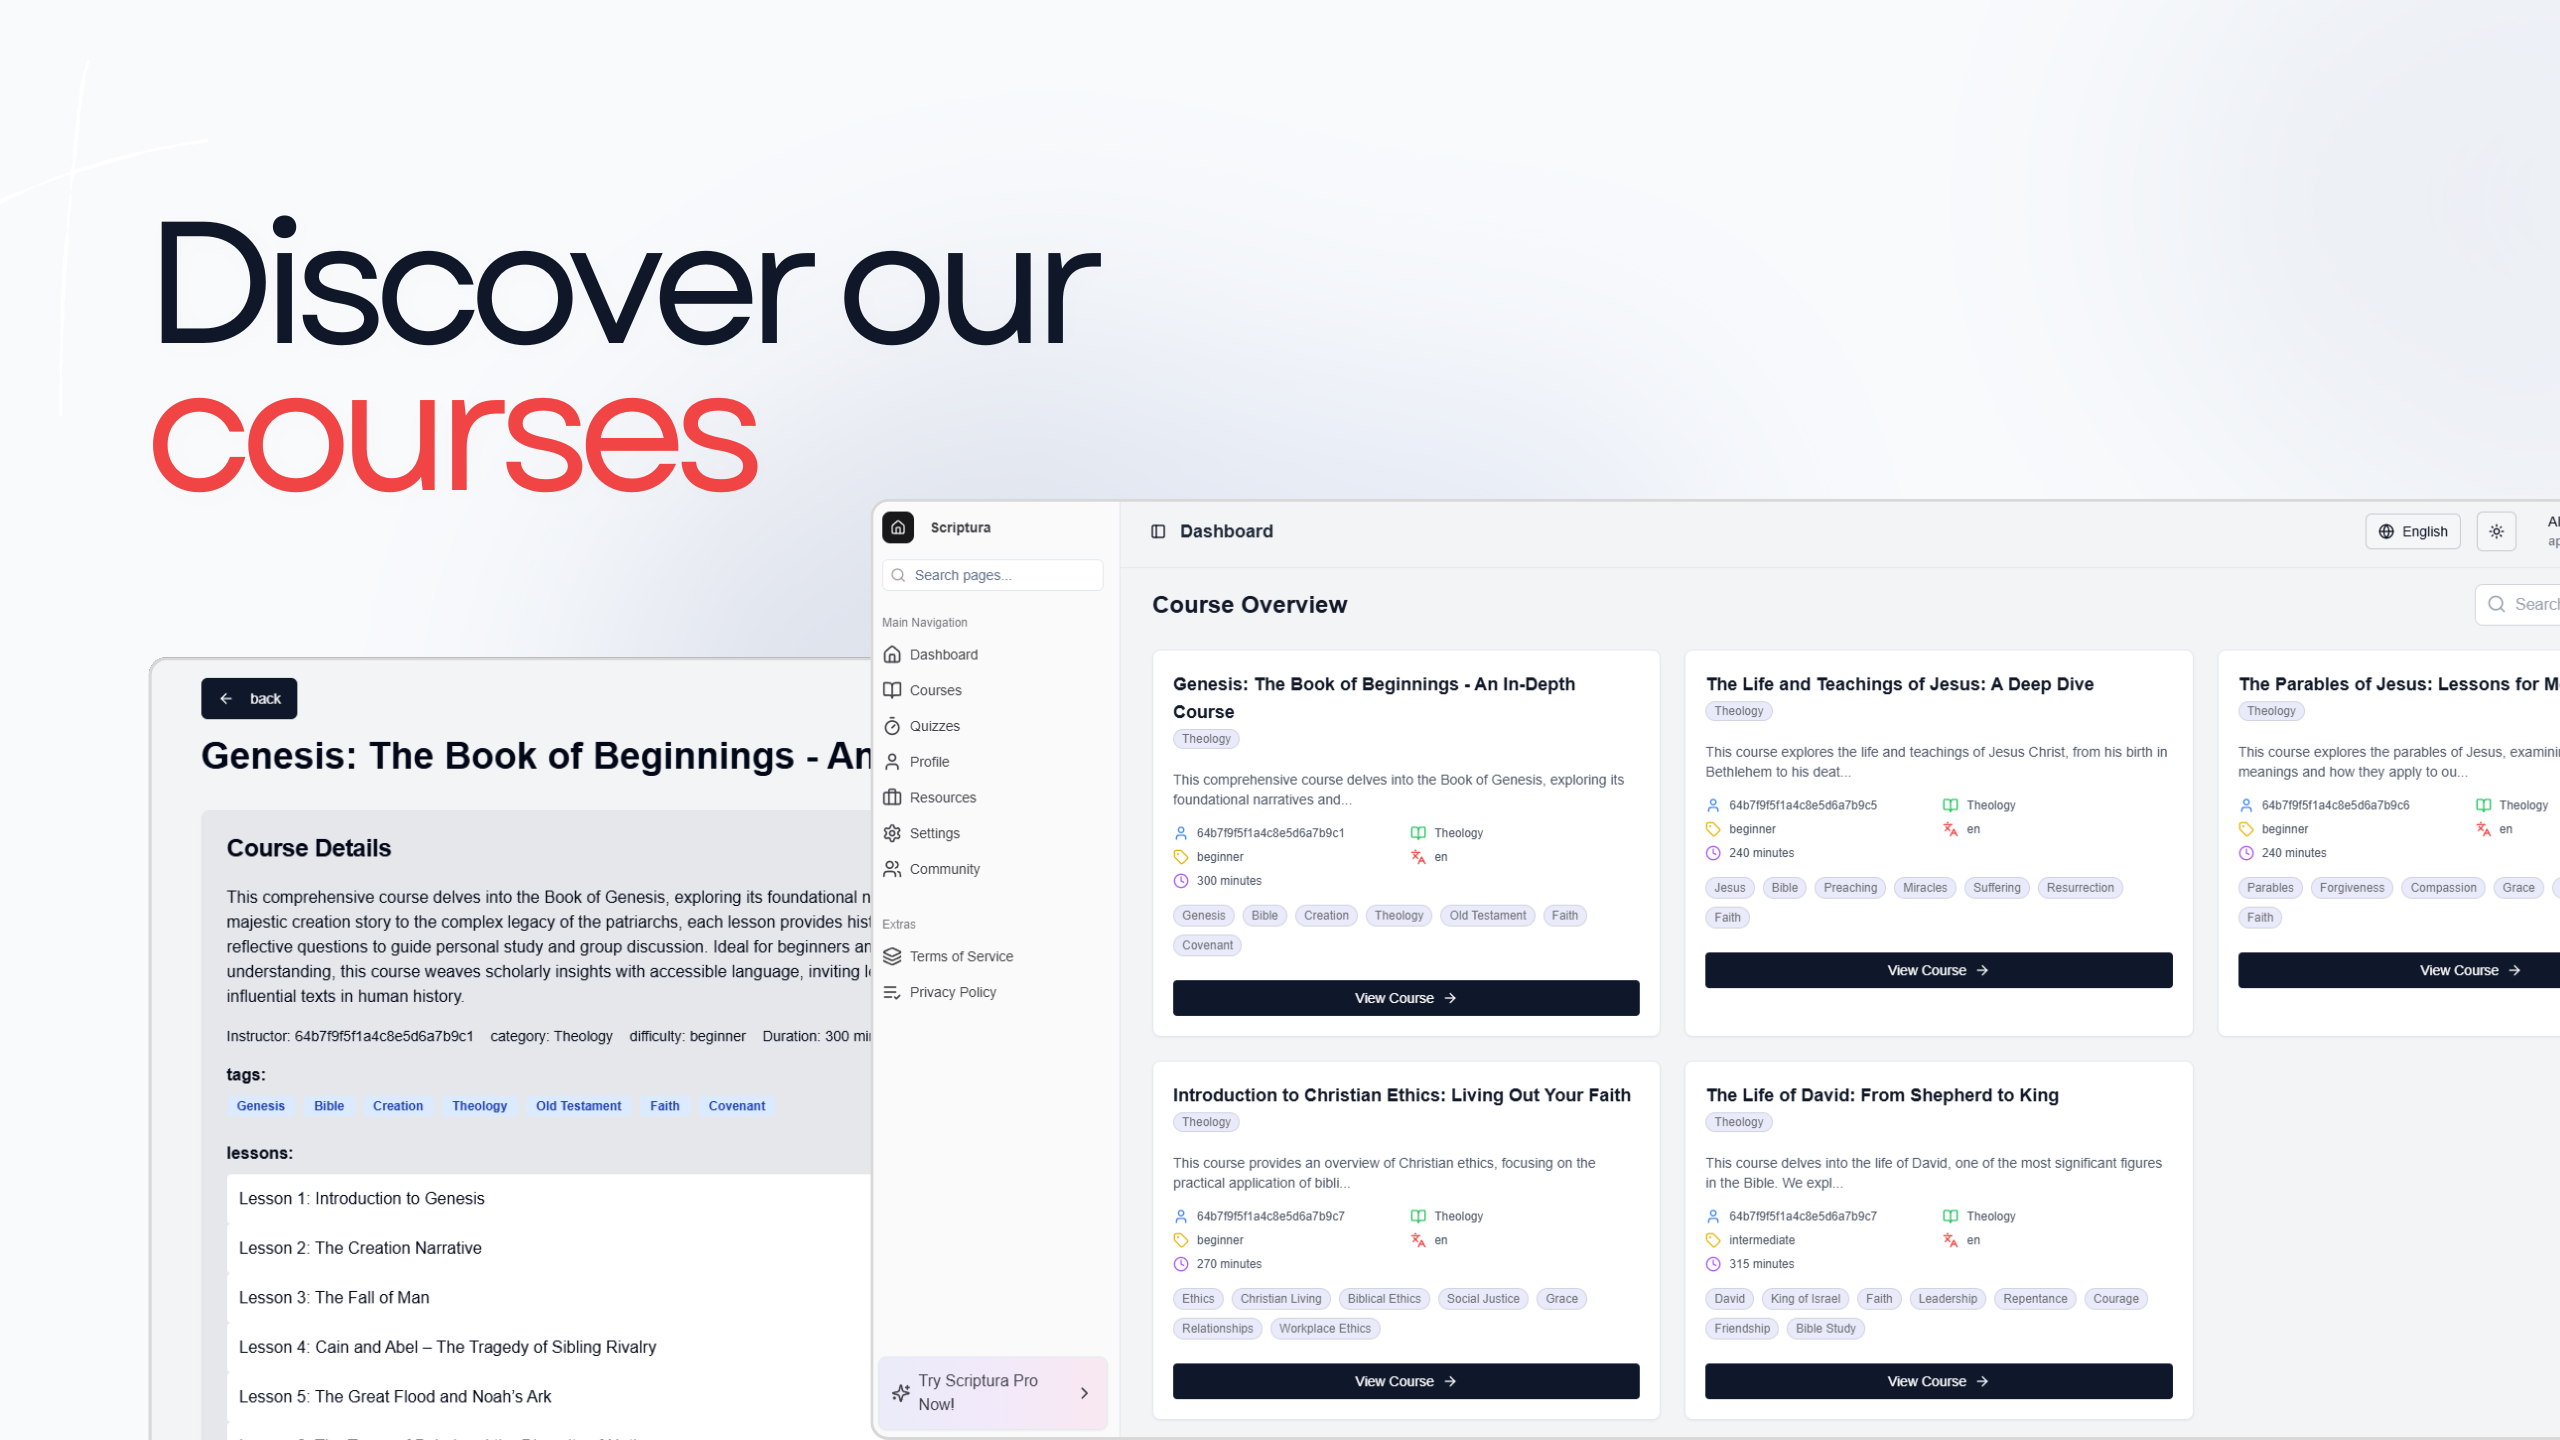 Discover our
courses
back
Genesis: The Book of Beginnings - An
Course Details
This comprehensive course delves into the Book of Genesis, exploring its foundational
majestic creation story to the complex legacy of the patriarchs, each lesson provides
reflective questions to guide personal study and group discussion. Ideal for beginners
understanding, this course weaves scholarly insights with accessible language, inviting
influential texts in human history.
Instructor: 64b7f9f5f1a4c8e5d6a7b9c1 category: Theology difficulty: beginner Duration: 300
tags:
Genesis Bible Creation Theology Old Testament Faith Covenant
lessons:
Lesson 1: Introduction to Genesis
Lesson 2: The Creation Narrative
Lesson 3: The Fall of Man
Lesson 4: Cain and Abel – The Tragedy of Sibling Rivalry
Lesson 5: The Great Flood and Noah's Ark
Scriptura
Search pages...
Main Navigation
Dashboard
Courses
Quizzes
Profile
Resources
Settings
Community
Extras
Terms of Service
Privacy Policy
Try Scriptura Pro
Now!
Dashboard
English
Course Overview
Search
Genesis: The Book of Beginnings - An In-Depth
Course
Theology
This comprehensive course delves into the Book of Genesis, exploring its
foundational narratives and...
64b7f9f5f1a4c8e5d6a7b9c1 Theology
beginner en
300 minutes
Genesis Bible Creation Theology Old Testament Faith
Covenant
View Course
The Life and Teachings of Jesus: A Deep Dive
Theology
This course explores the life and teachings of Jesus Christ, from his birth in
Bethlehem to his deat...
64b7f9f5f1a4c8e5d6a7b9c5 Theology
beginner en
240 minutes
Jesus Bible Preaching Miracles Suffering Resurrection
Faith
View Course
The Parables of Jesus: Lessons for
Theology
This course explores the parables of Jesus,
meanings and how they apply to ou...
64b7f9f5f1a4c8e5d6a7b9c6 Theology
beginner en
240 minutes
Parables Forgiveness Compassion Grace
Faith
View Course
Introduction to Christian Ethics: Living Out Your Faith
Theology
This course provides an overview of Christian ethics, focusing on the
practical application of bibli...
64b7f9f5f1a4c8e5d6a7b9c7 Theology
beginner en
270 minutes
Ethics Christian Living Biblical Ethics Social Justice Grace
Relationships Workplace Ethics
View Course
The Life of David: From Shepherd to King
Theology
This course delves into the life of David, one of the most significant figures
in the Bible. We expl...
64b7f9f5f1a4c8e5d6a7b9c7 Theology
intermediate en
315 minutes
David King of Israel Faith Leadership Repentance Courage
Friendship Bible Study
View Course